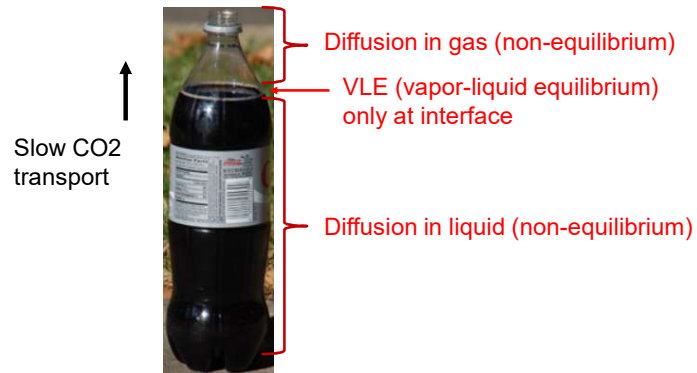 Diffusion in gas (non-equilibrium)
VLE (vapor-liquid equilibrium)
only at interface
Slow CO2
transport
Diffusion in liquid (non-equilibrium)